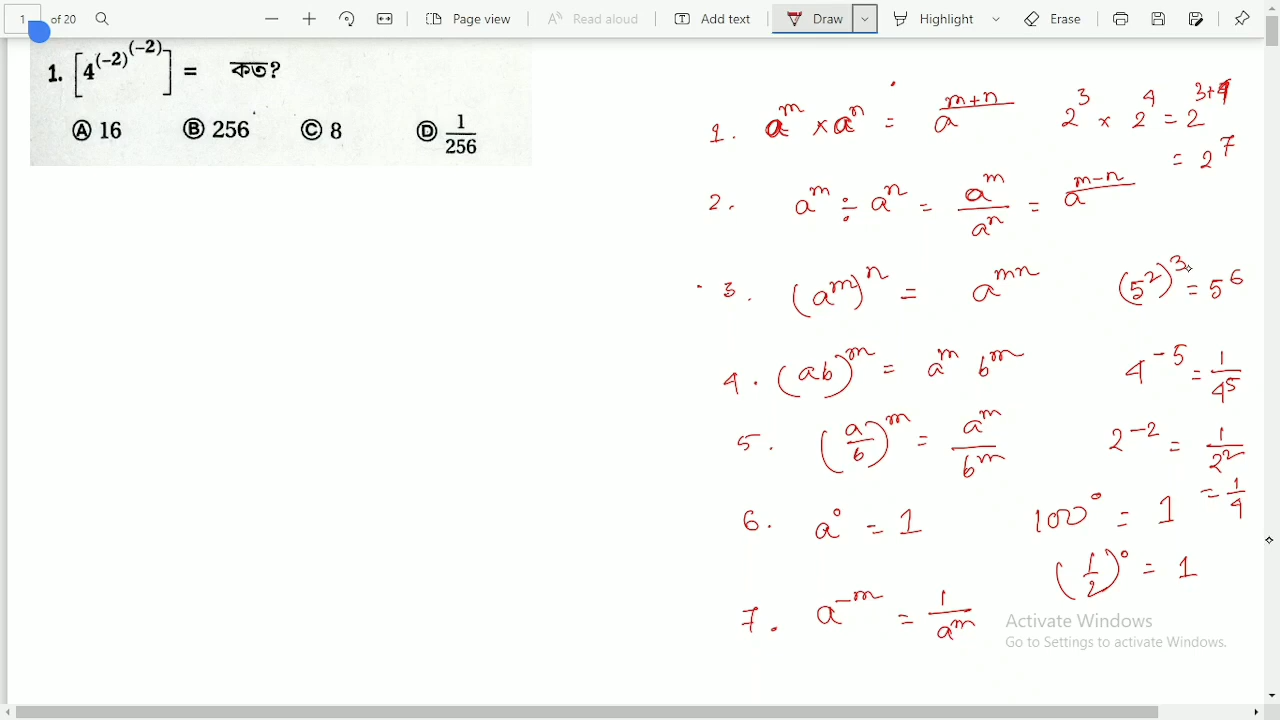 1 of 20 Page view Read aloud Add text Draw Highlight Erase
1. [4^(-2)^(-2)] = কত?
Ⓐ 16 Ⓑ 256 Ⓒ 8 Ⓓ 1/256
1. a^m × a^n = a^(m+n) 2^3 × 2^4 = 2^(3+4)
= 2^7
2. a^m ÷ a^n = a^m/a^n = a^(m-n)
3. (a^m)^n = a^mn (5^2)^3 = 5^6
4. (ab)^m = a^m b^m 4^-5 = 1/4^5
5. (a/b)^m = a^m/b^m 2^-2 = 1/2^2
= 1/4
6. a° = 1 100° = 1
(1/2)° = 1
7. a^-m = 1/a^m
Activate Windows
Go to Settings to activate Windows.